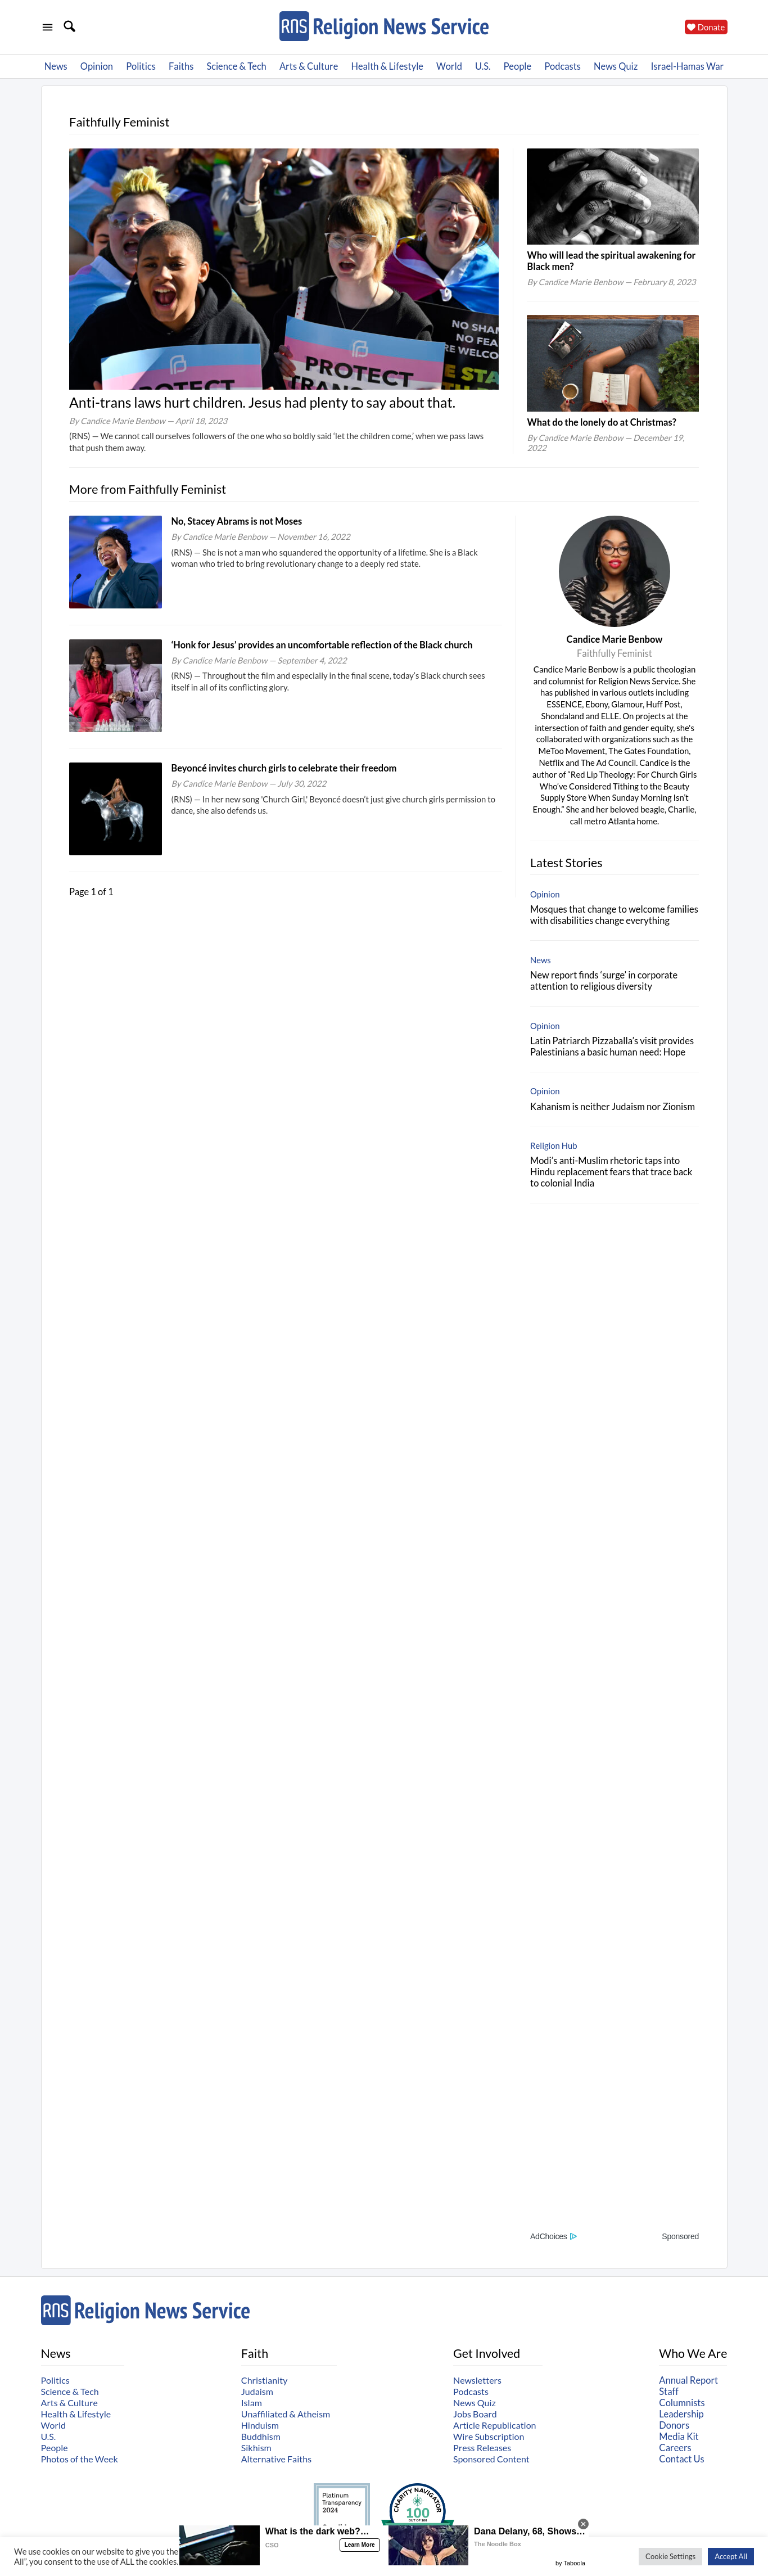 RNS Religion News Service
Donate
News Opinion Politics Faiths Science & Tech Arts & Culture Health & Lifestyle World U.S. People Podcasts News Quiz Israel-Hamas War
Faithfully Feminist
PROTECT
PROTECT
TRANS
NO SHA
NO FEA
RE WELCO
STA
Anti-trans laws hurt children. Jesus had plenty to say about that.
By Candice Marie Benbow — April 18, 2023
(RNS) — We cannot call ourselves followers of the one who so boldly said ‘let the children come,’ when we pass laws
that push them away.
Who will lead the spiritual awakening for
Black men?
By Candice Marie Benbow — February 8, 2023
What do the lonely do at Christmas?
By Candice Marie Benbow — December 19,
2022
More from Faithfully Feminist
No, Stacey Abrams is not Moses
By Candice Marie Benbow — November 16, 2022
(RNS) — She is not a man who squandered the opportunity of a lifetime. She is a Black
woman who tried to bring revolutionary change to a deeply red state.
‘Honk for Jesus’ provides an uncomfortable reflection of the Black church
By Candice Marie Benbow — September 4, 2022
(RNS) — Throughout the film and especially in the final scene, today’s Black church sees
itself in all of its conflicting glory.
Beyoncé invites church girls to celebrate their freedom
By Candice Marie Benbow — July 30, 2022
(RNS) — In her new song 'Church Girl,' Beyoncé doesn’t just give church girls permission to
dance, she also defends us.
Page 1 of 1
Candice Marie Benbow
Faithfully Feminist
Candice Marie Benbow is a public theologian
and columnist for Religion News Service. She
has published in various outlets including
ESSENCE, Ebony, Glamour, Huff Post,
Shondaland and ELLE. On projects at the
intersection of faith and gender equity, she's
collaborated with organizations such as the
MeToo Movement, The Gates Foundation,
Netflix and The Ad Council. Candice is the
author of “Red Lip Theology: For Church Girls
Who’ve Considered Tithing to the Beauty
Supply Store When Sunday Morning Isn’t
Enough.” She and her beloved beagle, Charlie,
call metro Atlanta home.
Latest Stories
Opinion
Mosques that change to welcome families
with disabilities change everything
News
New report finds ‘surge’ in corporate
attention to religious diversity
Opinion
Latin Patriarch Pizzaballa’s visit provides
Palestinians a basic human need: Hope
Opinion
Kahanism is neither Judaism nor Zionism
Religion Hub
Modi’s anti-Muslim rhetoric taps into
Hindu replacement fears that trace back
to colonial India
AdChoices
Sponsored
RNS Religion News Service
News
Politics
Science & Tech
Arts & Culture
Health & Lifestyle
World
U.S.
People
Photos of the Week
Faith
Christianity
Judaism
Islam
Unaffiliated & Atheism
Hinduism
Buddhism
Sikhism
Alternative Faiths
Get Involved
Newsletters
Podcasts
News Quiz
Jobs Board
Article Republication
Wire Subscription
Press Releases
Sponsored Content
Who We Are
Annual Report
Staff
Columnists
Leadership
Donors
Media Kit
Careers
Contact Us
Platinum
Transparency
2024
CHARITY NAVIGATOR
100
OUT OF 100
What is the dark web?...
CSO
Learn More
Dana Delany, 68, Shows...
The Noodle Box
by Taboola
We use cookies on our website to give you the
All”, you consent to the use of ALL the cookies.
Cookie Settings
Accept All